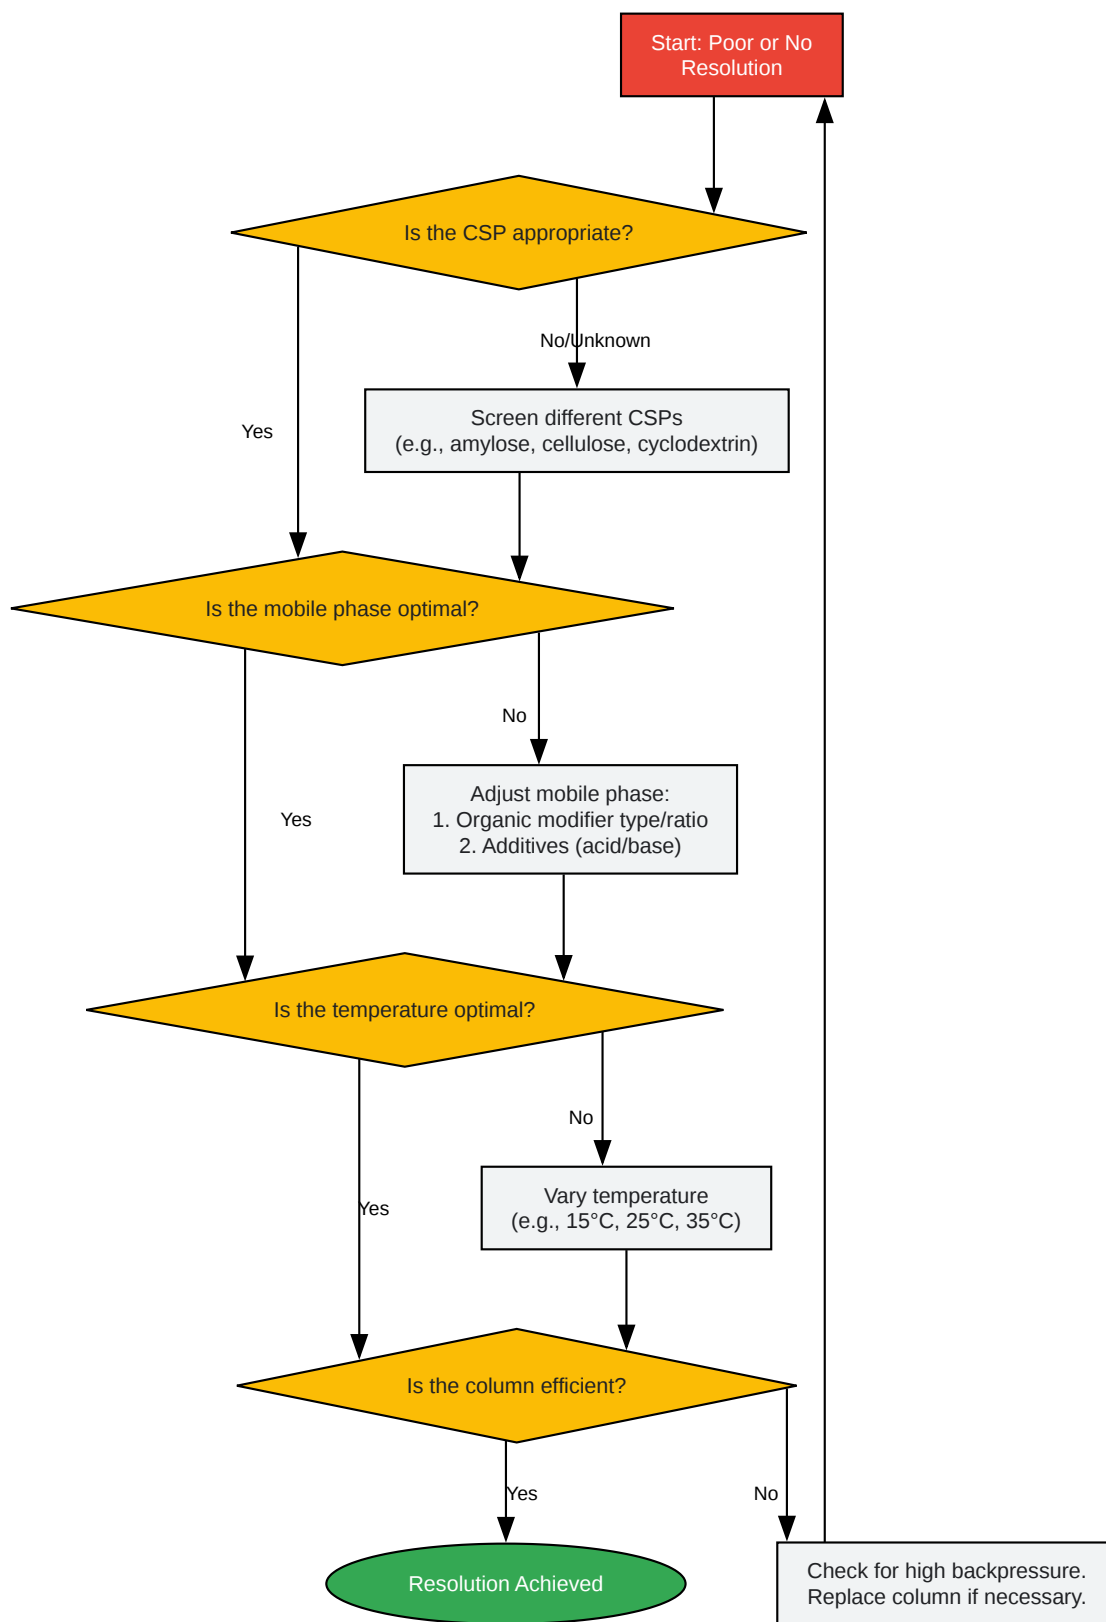 Start: Poor or No
Resolution
Is the CSP appropriate?
No/Unknown
Screen different CSPs
(e.g., amylose, cellulose, cyclodextrin)
Yes
Is the mobile phase optimal?
No
Adjust mobile phase:
1. Organic modifier type/ratio
2. Additives (acid/base)
Yes
Is the temperature optimal?
No
Vary temperature
(e.g., 15°C, 25°C, 35°C)
Yes
Is the column efficient?
Yes
No
Resolution Achieved
Check for high backpressure.
Replace column if necessary.